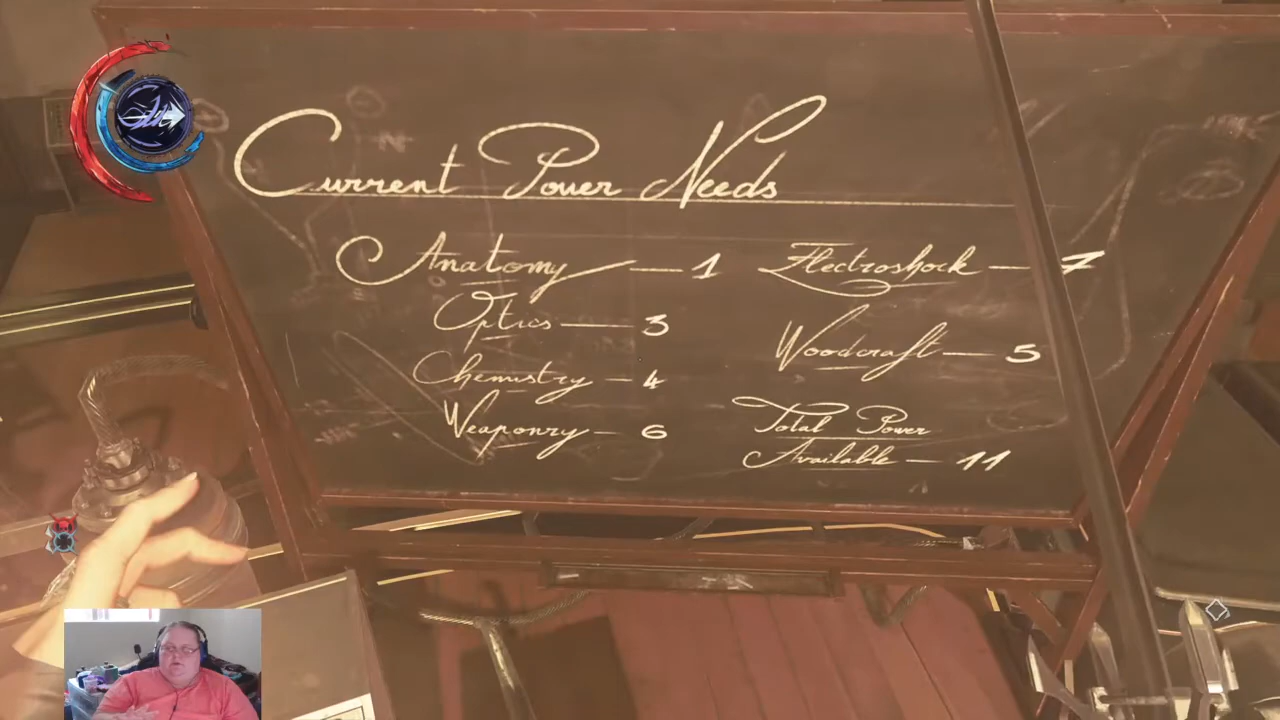 Current Power Needs
Anatomy — 1
Optics — 3
Chemistry — 4
Weaponry — 6
Electroshock — 7
Woodcraft — 5
Total Power
Available — 11